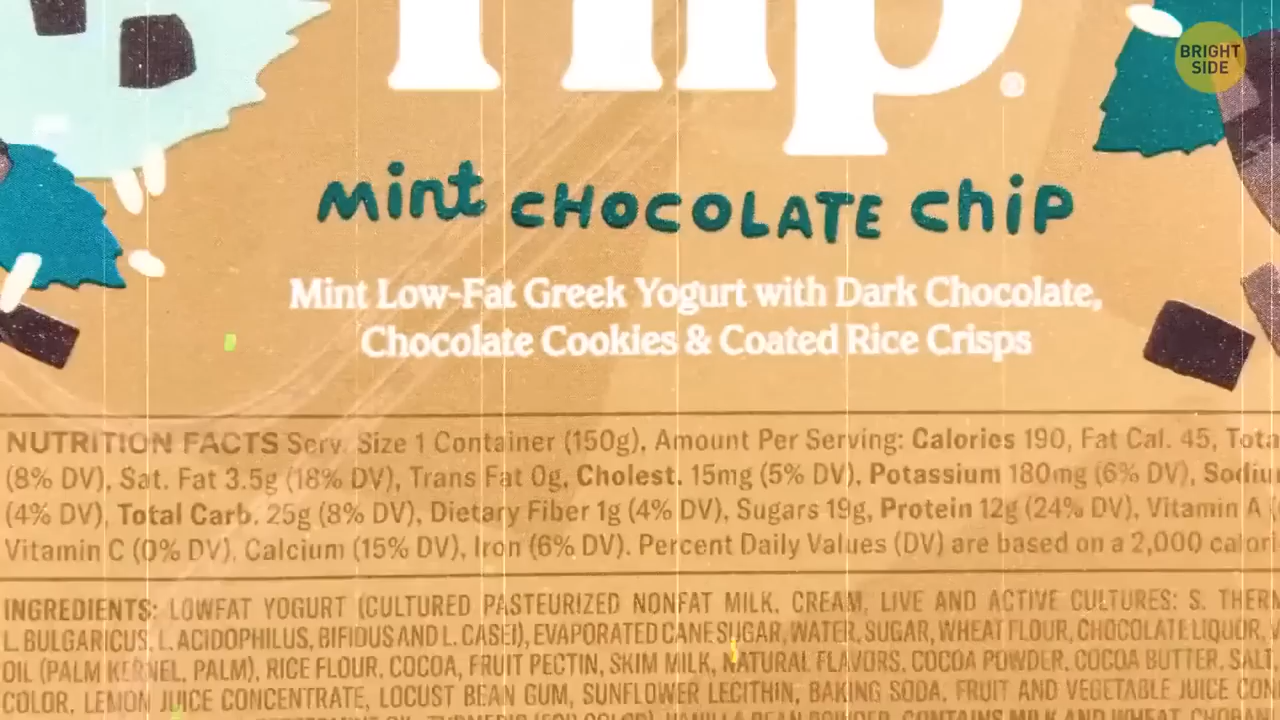 BRIGHT
SIDE
Flip®
mint CHOCOLATE chip
Mint Low-Fat Greek Yogurt with Dark Chocolate,
Chocolate Cookies & Coated Rice Crisps
NUTRITION FACTS Serv. Size 1 Container (150g), Amount Per Serving: Calories 190, Fat Cal. 45,
(8% DV), Sat. Fat 3.5g (18% DV), Trans Fat 0g, Cholest. 15mg (5% DV), Potassium 180mg (6% DV),
(4% DV), Total Carb. 25g (8% DV), Dietary Fiber 1g (4% DV), Sugars 19g, Protein 12g (24% DV), Vitamin A
Vitamin C (0% DV), Calcium (15% DV), Iron (6% DV). Percent Daily Values (DV) are based on a 2,000
INGREDIENTS: LOWFAT YOGURT (CULTURED PASTEURIZED NONFAT MILK, CREAM, LIVE AND ACTIVE CULTURES: S.
L. BULGARICUS, L. ACIDOPHILUS, BIFIDUS AND L. CASEI), EVAPORATED CANE SUGAR, WATER, SUGAR, WHEAT FLOUR, CHOCOLATE LIQUOR,
OIL (PALM KERNEL, PALM), RICE FLOUR, COCOA, FRUIT PECTIN, SKIM MILK, NATURAL FLAVORS, COCOA POWDER, COCOA BUTTER, SALT
COLOR, LEMON JUICE CONCENTRATE, LOCUST BEAN GUM, SUNFLOWER LECITHIN, BAKING SODA, FRUIT AND VEGETABLE JUICE